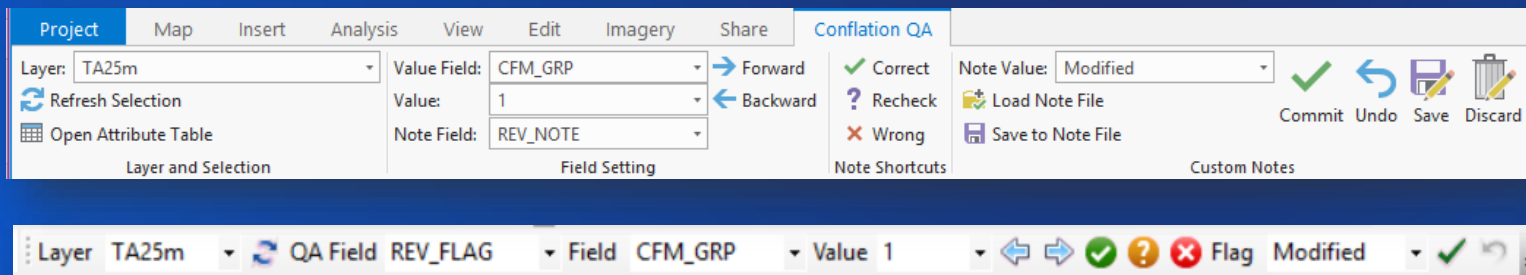 Project Map Insert Analysis View Edit Imagery Share Conflation QA
Layer: TA25m Value Field: CFM_GRP Forward Correct Note Value: Modified
Refresh Selection Value: 1 Backward Recheck Load Note File Commit Undo Save Discard
Open Attribute Table Note Field: REV_NOTE Wrong Save to Note File
Layer and Selection Field Setting Note Shortcuts Custom Notes
Layer TA25m QA Field REV_FLAG Field CFM_GRP Value 1 Flag Modified